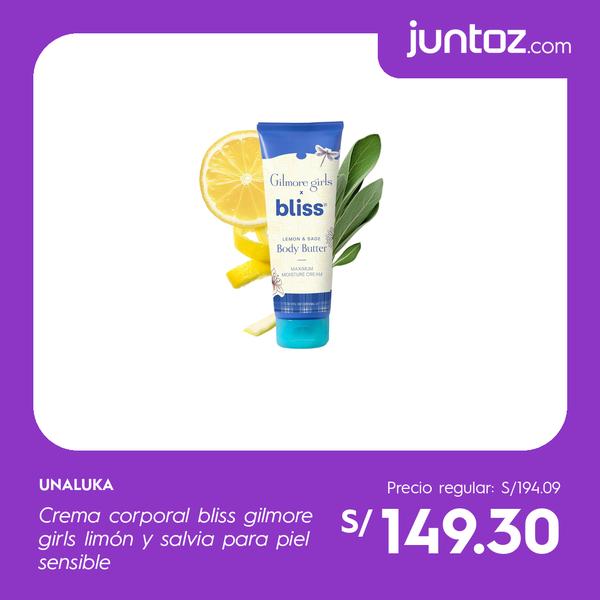 juntoz.com
Gilmore girls
x
bliss®
LEMON & SAGE
Body Butter
MAXIMUM
MOISTURE CREAM
UNALUKA
Crema corporal bliss gilmore
girls limón y salvia para piel
sensible
Precio regular: S/194.09
S/149.30